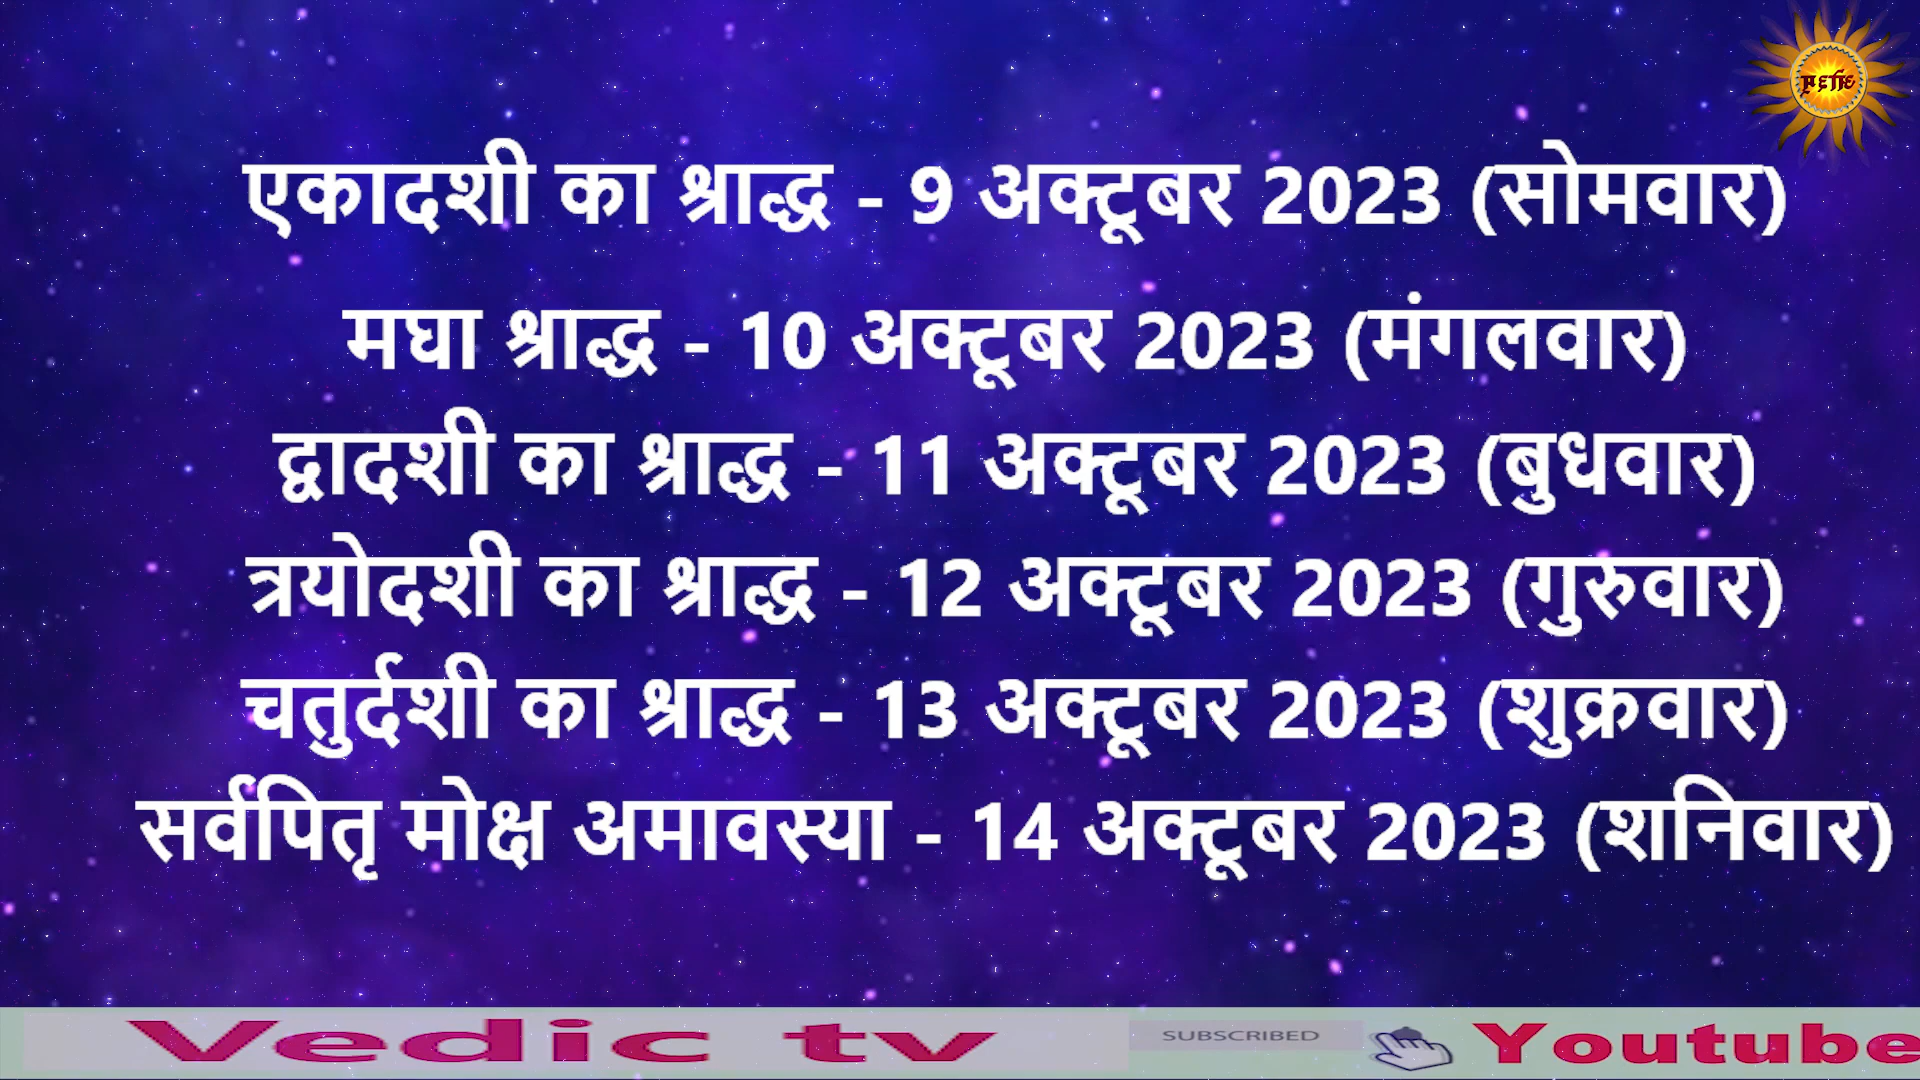 एकादशी का श्राद्ध - 9 अक्टूबर 2023 (सोमवार)
मघा श्राद्ध - 10 अक्टूबर 2023 (मंगलवार)
द्वादशी का श्राद्ध - 11 अक्टूबर 2023 (बुधवार)
त्रयोदशी का श्राद्ध - 12 अक्टूबर 2023 (गुरुवार)
चतुर्दशी का श्राद्ध - 13 अक्टूबर 2023 (शुक्रवार)
सर्वपितृ मोक्ष अमावस्या - 14 अक्टूबर 2023 (शनिवार)
Vedic tv SUBSCRIBED Youtube